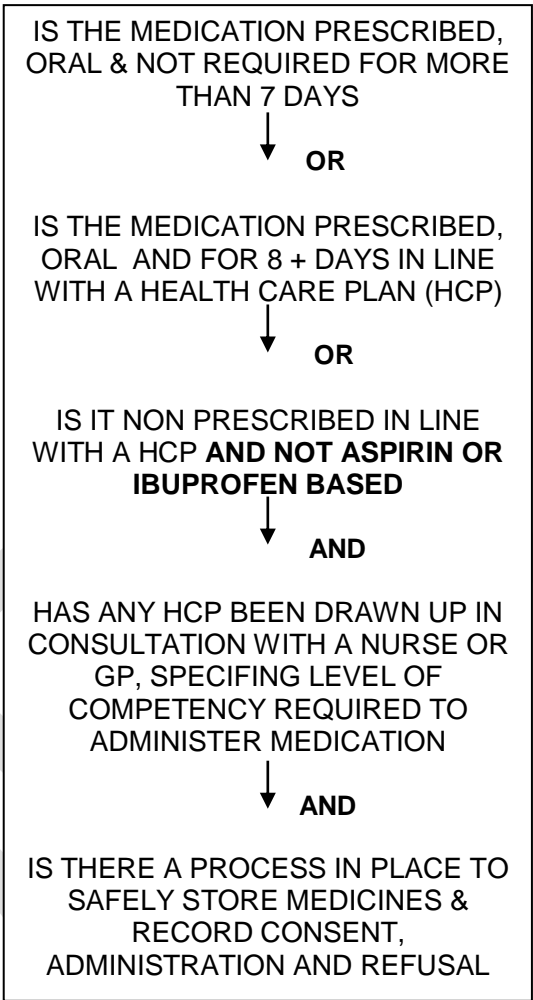 IS THE MEDICATION PRESCRIBED,
ORAL & NOT REQUIRED FOR MORE
THAN 7 DAYS
OR
IS THE MEDICATION PRESCRIBED,
ORAL AND FOR 8 + DAYS IN LINE
WITH A HEALTH CARE PLAN (HCP)
OR
IS IT NON PRESCRIBED IN LINE
WITH A HCP AND NOT ASPIRIN OR
IBUPROFEN BASED
AND
HAS ANY HCP BEEN DRAWN UP IN
CONSULTATION WITH A NURSE OR
GP, SPECIFING LEVEL OF
COMPETENCY REQUIRED TO
ADMINISTER MEDICATION
AND
IS THERE A PROCESS IN PLACE TO
SAFELY STORE MEDICINES &
RECORD CONSENT,
ADMINISTRATION AND REFUSAL